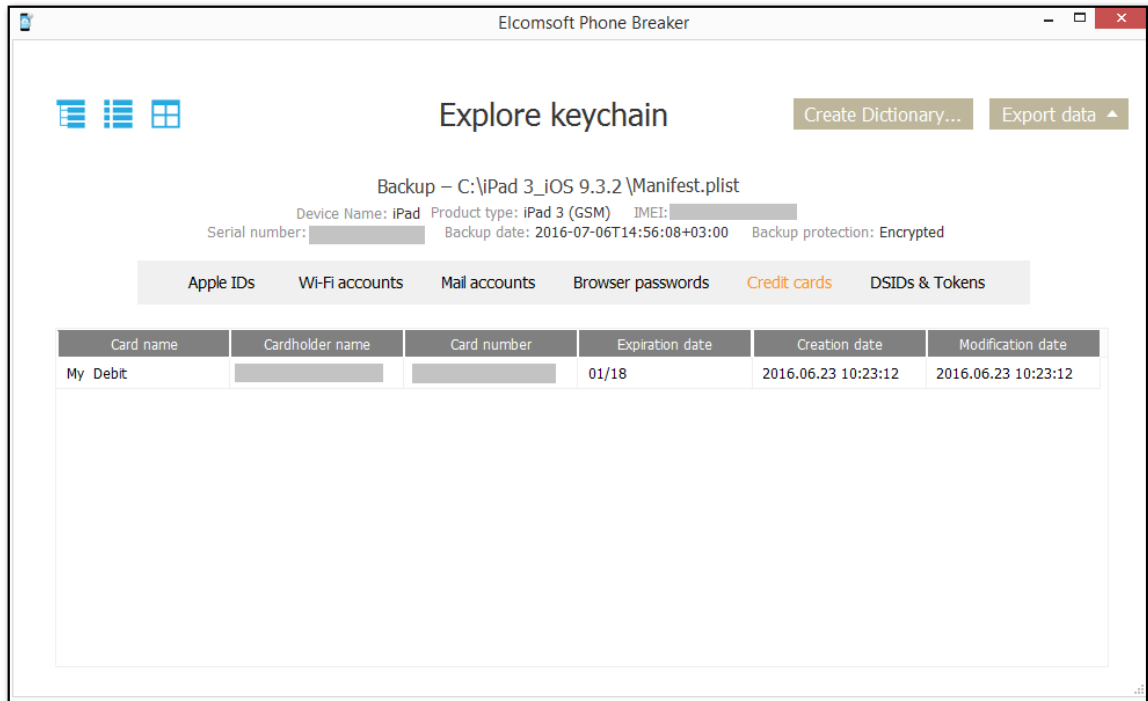 Elcomsoft Phone Breaker
Explore keychain
Create Dictionary...
Export data
Backup – C:\iPad 3_iOS 9.3.2 \Manifest.plist
Device Name: iPad Product type: iPad 3 (GSM) IMEI:
Serial number: Backup date: 2016-07-06T14:56:08+03:00 Backup protection: Encrypted
Apple IDs Wi-Fi accounts Mail accounts Browser passwords Credit cards DSIDs & Tokens
Card name Cardholder name Card number Expiration date Creation date Modification date
My Debit 01/18 2016.06.23 10:23:12 2016.06.23 10:23:12